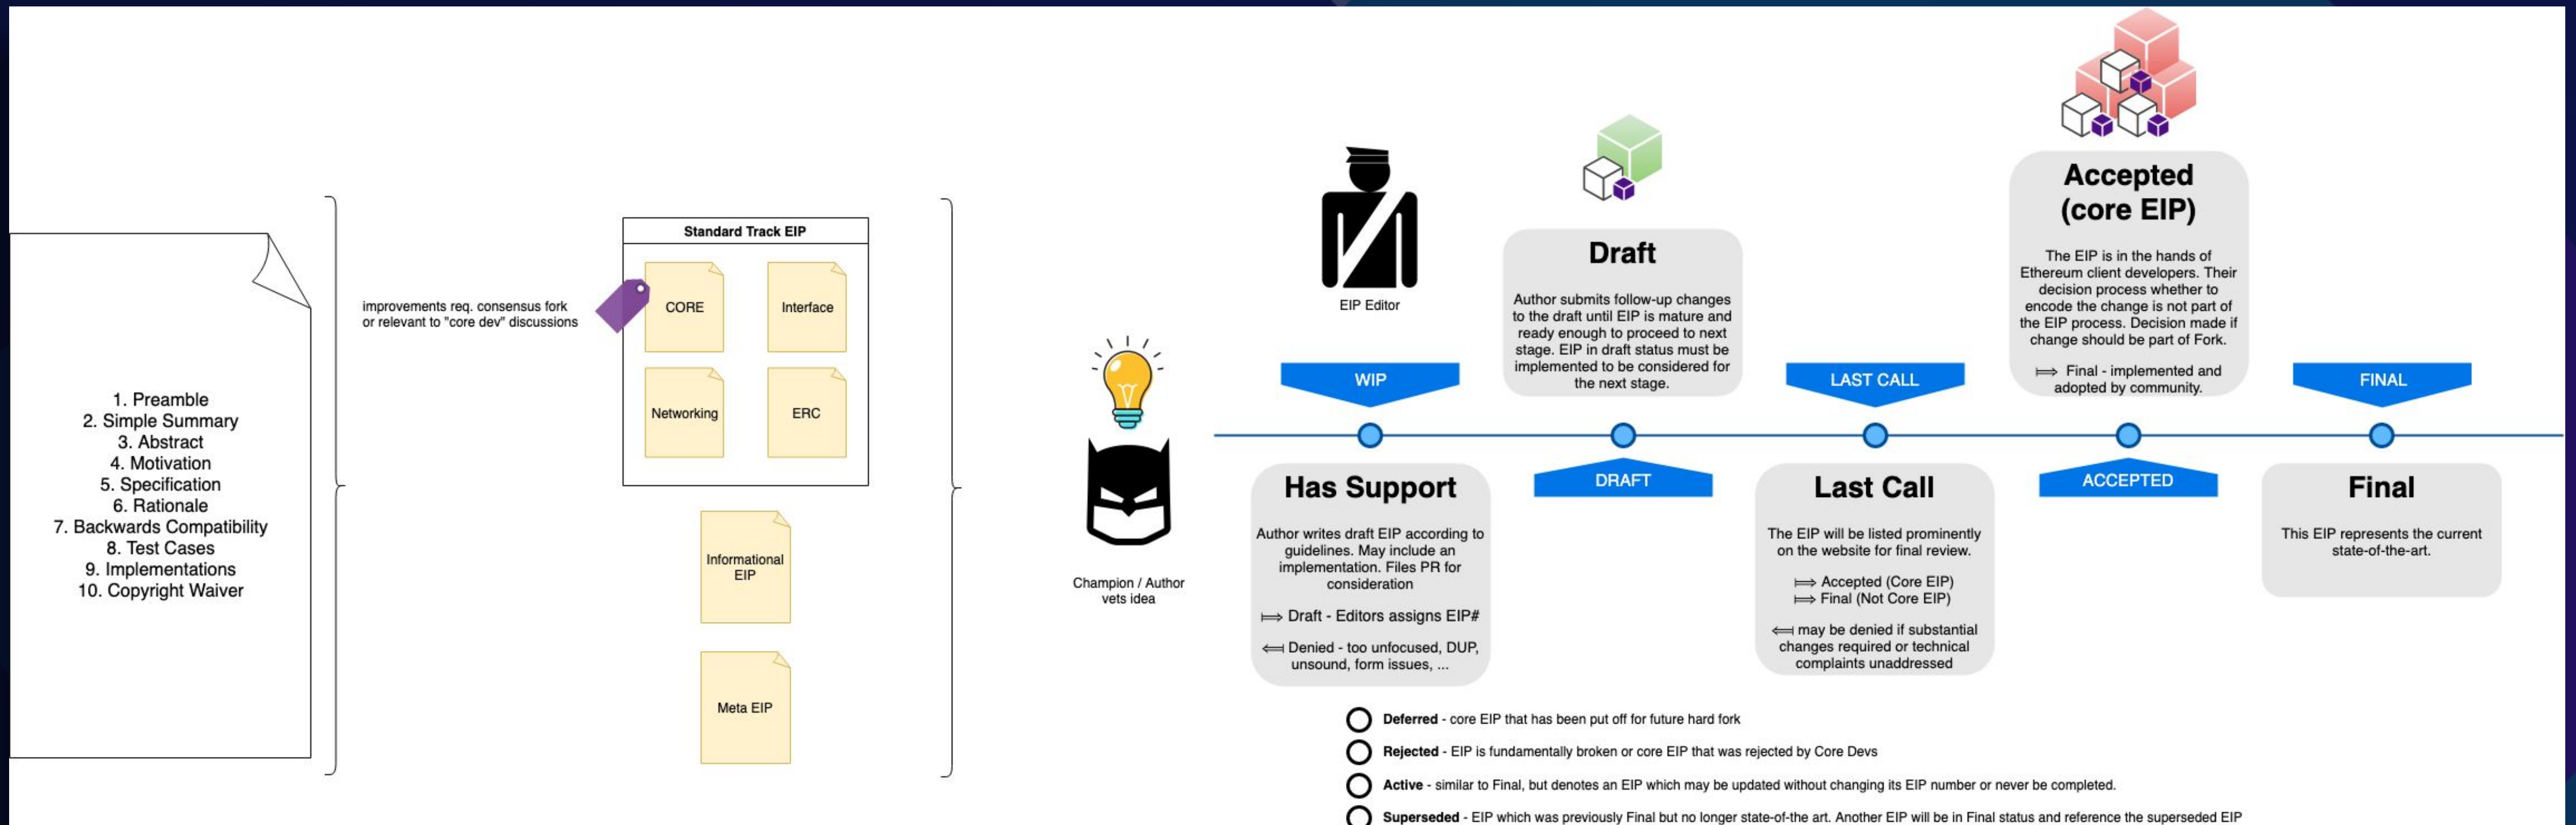 1. Preamble
2. Simple Summary
3. Abstract
4. Motivation
5. Specification
6. Rationale
7. Backwards Compatibility
8. Test Cases
9. Implementations
10. Copyright Waiver
improvements req. consensus fork
or relevant to "core dev" discussions
Standard Track EIP
CORE
Interface
Networking
ERC
Informational
EIP
Meta EIP
Champion / Author
vets idea
EIP Editor
WIP
Has Support
Author writes draft EIP according to
guidelines. May include an
implementation. Files PR for
consideration
⟾ Draft - Editors assigns EIP#
⟽ Denied - too unfocused, DUP,
unsound, form issues, ...
Draft
Author submits follow-up changes
to the draft until EIP is mature and
ready enough to proceed to next
stage. EIP in draft status must be
implemented to be considered for
the next stage.
DRAFT
LAST CALL
Last Call
The EIP will be listed prominently
on the website for final review.
⟾ Accepted (Core EIP)
⟾ Final (Not Core EIP)
⟽ may be denied if substantial
changes required or technical
complaints unaddressed
Accepted
(core EIP)
The EIP is in the hands of
Ethereum client developers. Their
decision process whether to
encode the change is not part of
the EIP process. Decision made if
change should be part of Fork.
⟾ Final - implemented and
adopted by community.
ACCEPTED
FINAL
Final
This EIP represents the current
state-of-the-art.
Deferred - core EIP that has been put off for future hard fork
Rejected - EIP is fundamentally broken or core EIP that was rejected by Core Devs
Active - similar to Final, but denotes an EIP which may be updated without changing its EIP number or never be completed.
Superseded - EIP which was previously Final but no longer state-of-the art. Another EIP will be in Final status and reference the superseded EIP